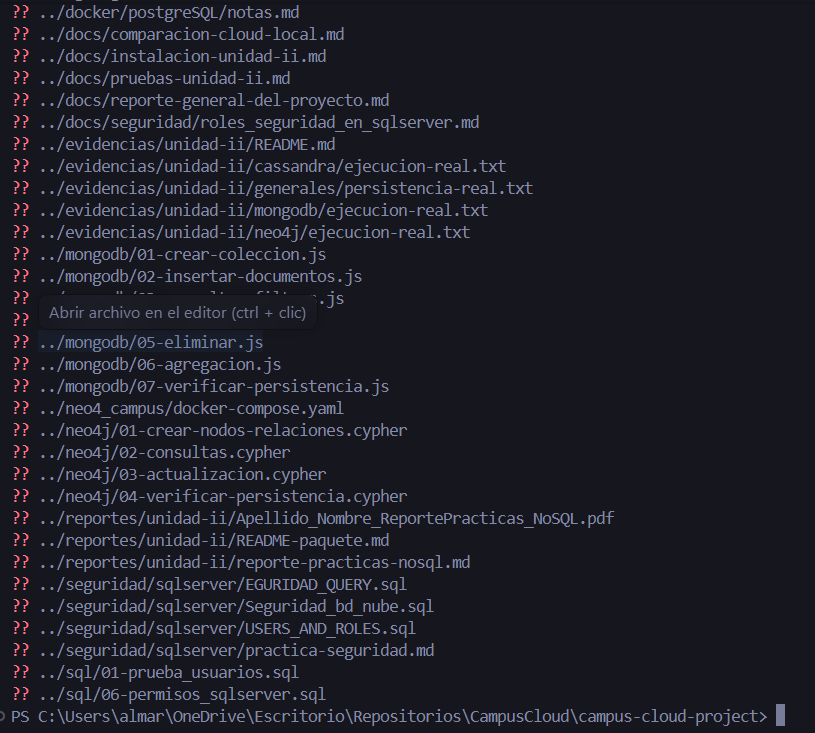 ?? ../docker/postgreSQL/notas.md
?? ../docs/comparacion-cloud-local.md
?? ../docs/instalacion-unidad-ii.md
?? ../docs/pruebas-unidad-ii.md
?? ../docs/reporte-general-del-proyecto.md
?? ../docs/seguridad/roles_seguridad_en_sqlserver.md
?? ../evidencias/unidad-ii/README.md
?? ../evidencias/unidad-ii/cassandra/ejecucion-real.txt
?? ../evidencias/unidad-ii/generales/persistencia-real.txt
?? ../evidencias/unidad-ii/mongodb/ejecucion-real.txt
?? ../evidencias/unidad-ii/neo4j/ejecucion-real.txt
?? ../mongodb/01-crear-coleccion.js
?? ../mongodb/02-insertar-documentos.js
?? .js
Abrir archivo en el editor (ctrl + clic)
??
?? ../mongodb/05-eliminar.js
?? ../mongodb/06-agregacion.js
?? ../mongodb/07-verificar-persistencia.js
?? ../neo4_campus/docker-compose.yaml
?? ../neo4j/01-crear-nodos-relaciones.cypher
?? ../neo4j/02-consultas.cypher
?? ../neo4j/03-actualizacion.cypher
?? ../neo4j/04-verificar-persistencia.cypher
?? ../reportes/unidad-ii/Apellido_Nombre_ReportePracticas_NoSQL.pdf
?? ../reportes/unidad-ii/README-paquete.md
?? ../reportes/unidad-ii/reporte-practicas-nosql.md
?? ../seguridad/sqlserver/EGURIDAD_QUERY.sql
?? ../seguridad/sqlserver/Seguridad_bd_nube.sql
?? ../seguridad/sqlserver/USERS_AND_ROLES.sql
?? ../seguridad/sqlserver/practica-seguridad.md
?? ../sql/01-prueba_usuarios.sql
?? ../sql/06-permisos_sqlserver.sql
PS C:\Users\almar\OneDrive\Escritorio\Repositorios\CampusCloud\campus-cloud-project>